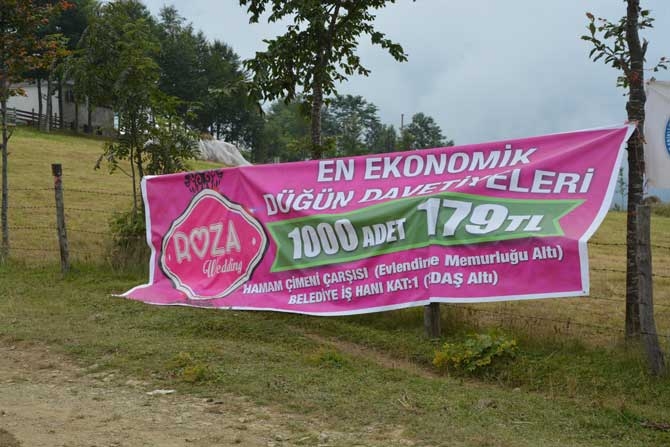 EN EKONOMİK
DÜĞÜN DAVETİYELERİ
ROZA
Wedding
1000 ADET 179TL
HAMAM ÇİMENİ ÇARŞISI (Evlendirme Memurluğu Altı)
BELEDİYE İŞ HANI KAT:1 ( DAŞ Altı)